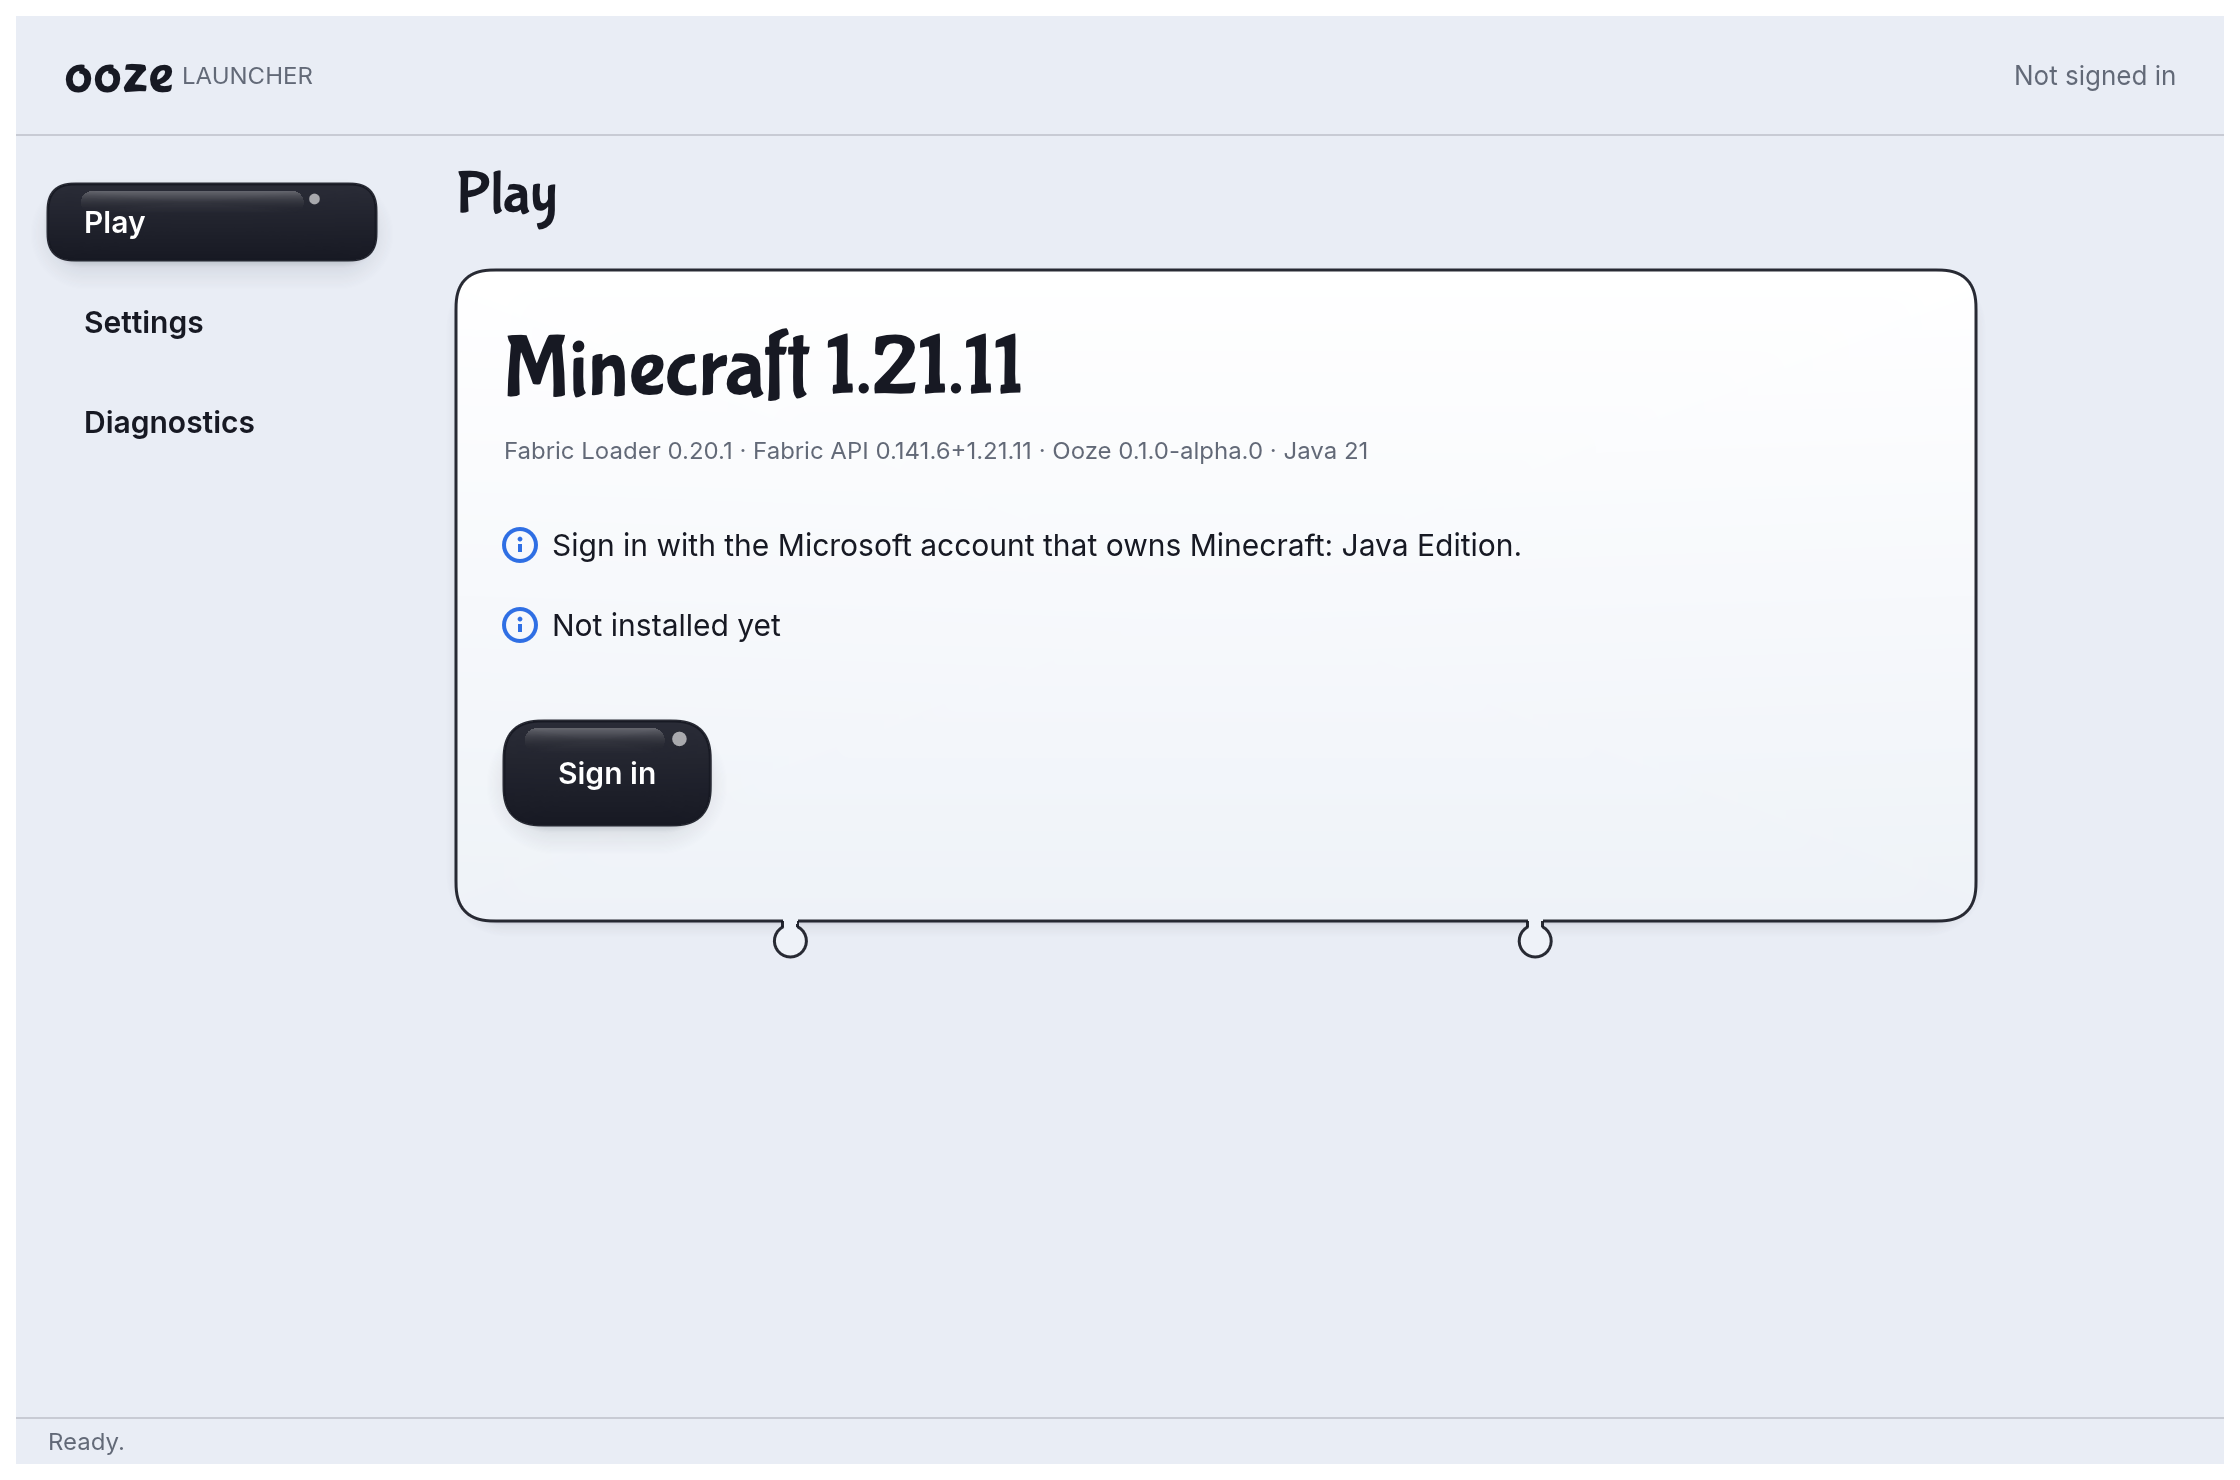 ooze LAUNCHER
Not signed in
Play
Play
Settings
Diagnostics
Minecraft 1.21.11
Fabric Loader 0.20.1 · Fabric API 0.141.6+1.21.11 · Ooze 0.1.0-alpha.0 · Java 21
Sign in with the Microsoft account that owns Minecraft: Java Edition.
Not installed yet
Sign in
Ready.